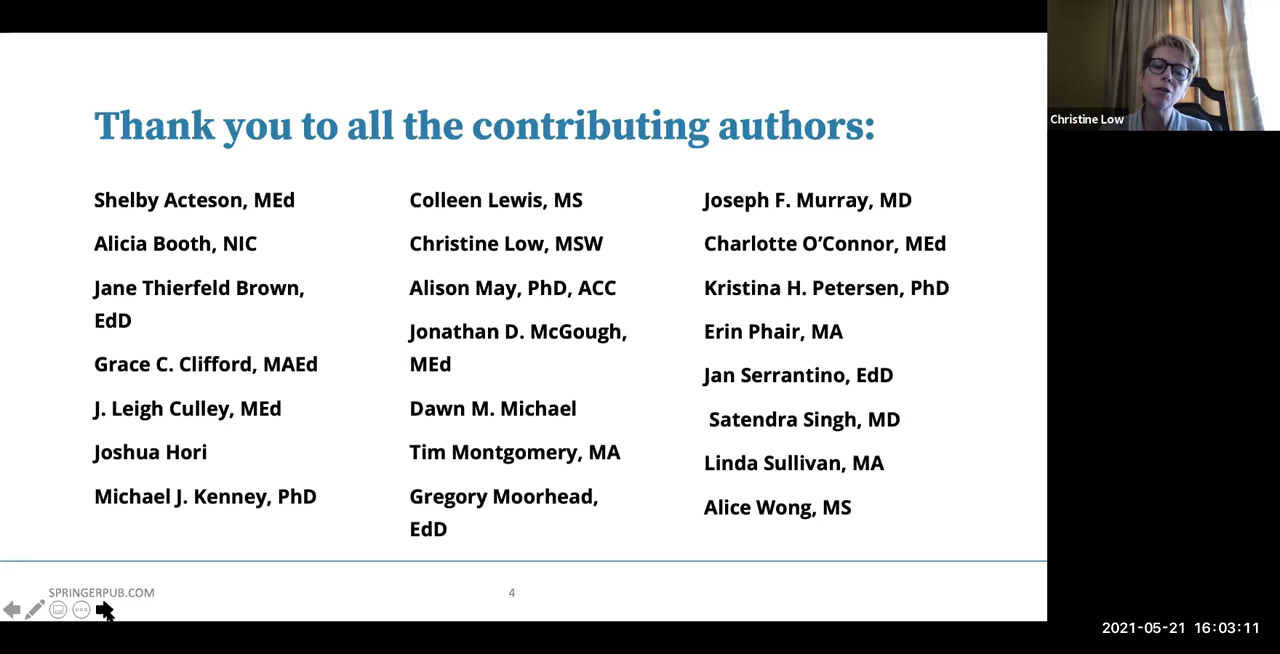 Thank you to all the contributing authors:
Shelby Acteson, MEd
Alicia Booth, NIC
Jane Thierfeld Brown,
EdD
Grace C. Clifford, MAEd
J. Leigh Culley, MEd
Joshua Hori
Michael J. Kenney, PhD
Colleen Lewis, MS
Christine Low, MSW
Alison May, PhD, ACC
Jonathan D. McGough,
MEd
Dawn M. Michael
Tim Montgomery, MA
Gregory Moorhead,
EdD
Joseph F. Murray, MD
Charlotte O’Connor, MEd
Kristina H. Petersen, PhD
Erin Phair, MA
Jan Serrantino, EdD
Satendra Singh, MD
Linda Sullivan, MA
Alice Wong, MS
SPRINGERPUB.COM
4
Christine Low
2021-05-21 16:03:11